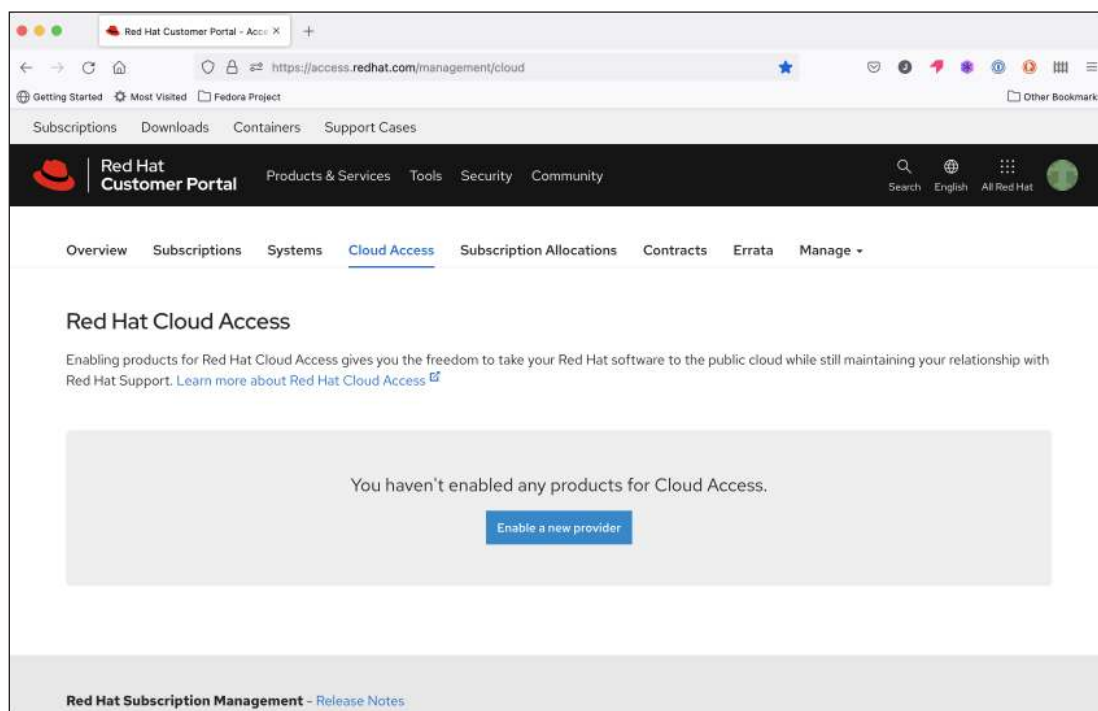 Red Hat Customer Portal - Acce
https://access.redhat.com/management/cloud
Getting Started Most Visited Fedora Project Other Bookmark
Subscriptions Downloads Containers Support Cases
Red Hat
Customer Portal
Products & Services Tools Security Community
Search English All Red Hat
Overview Subscriptions Systems Cloud Access Subscription Allocations Contracts Errata Manage
Red Hat Cloud Access
Enabling products for Red Hat Cloud Access gives you the freedom to take your Red Hat software to the public cloud while still maintaining your relationship with
Red Hat Support. Learn more about Red Hat Cloud Access
You haven't enabled any products for Cloud Access.
Enable a new provider
Red Hat Subscription Management - Release Notes